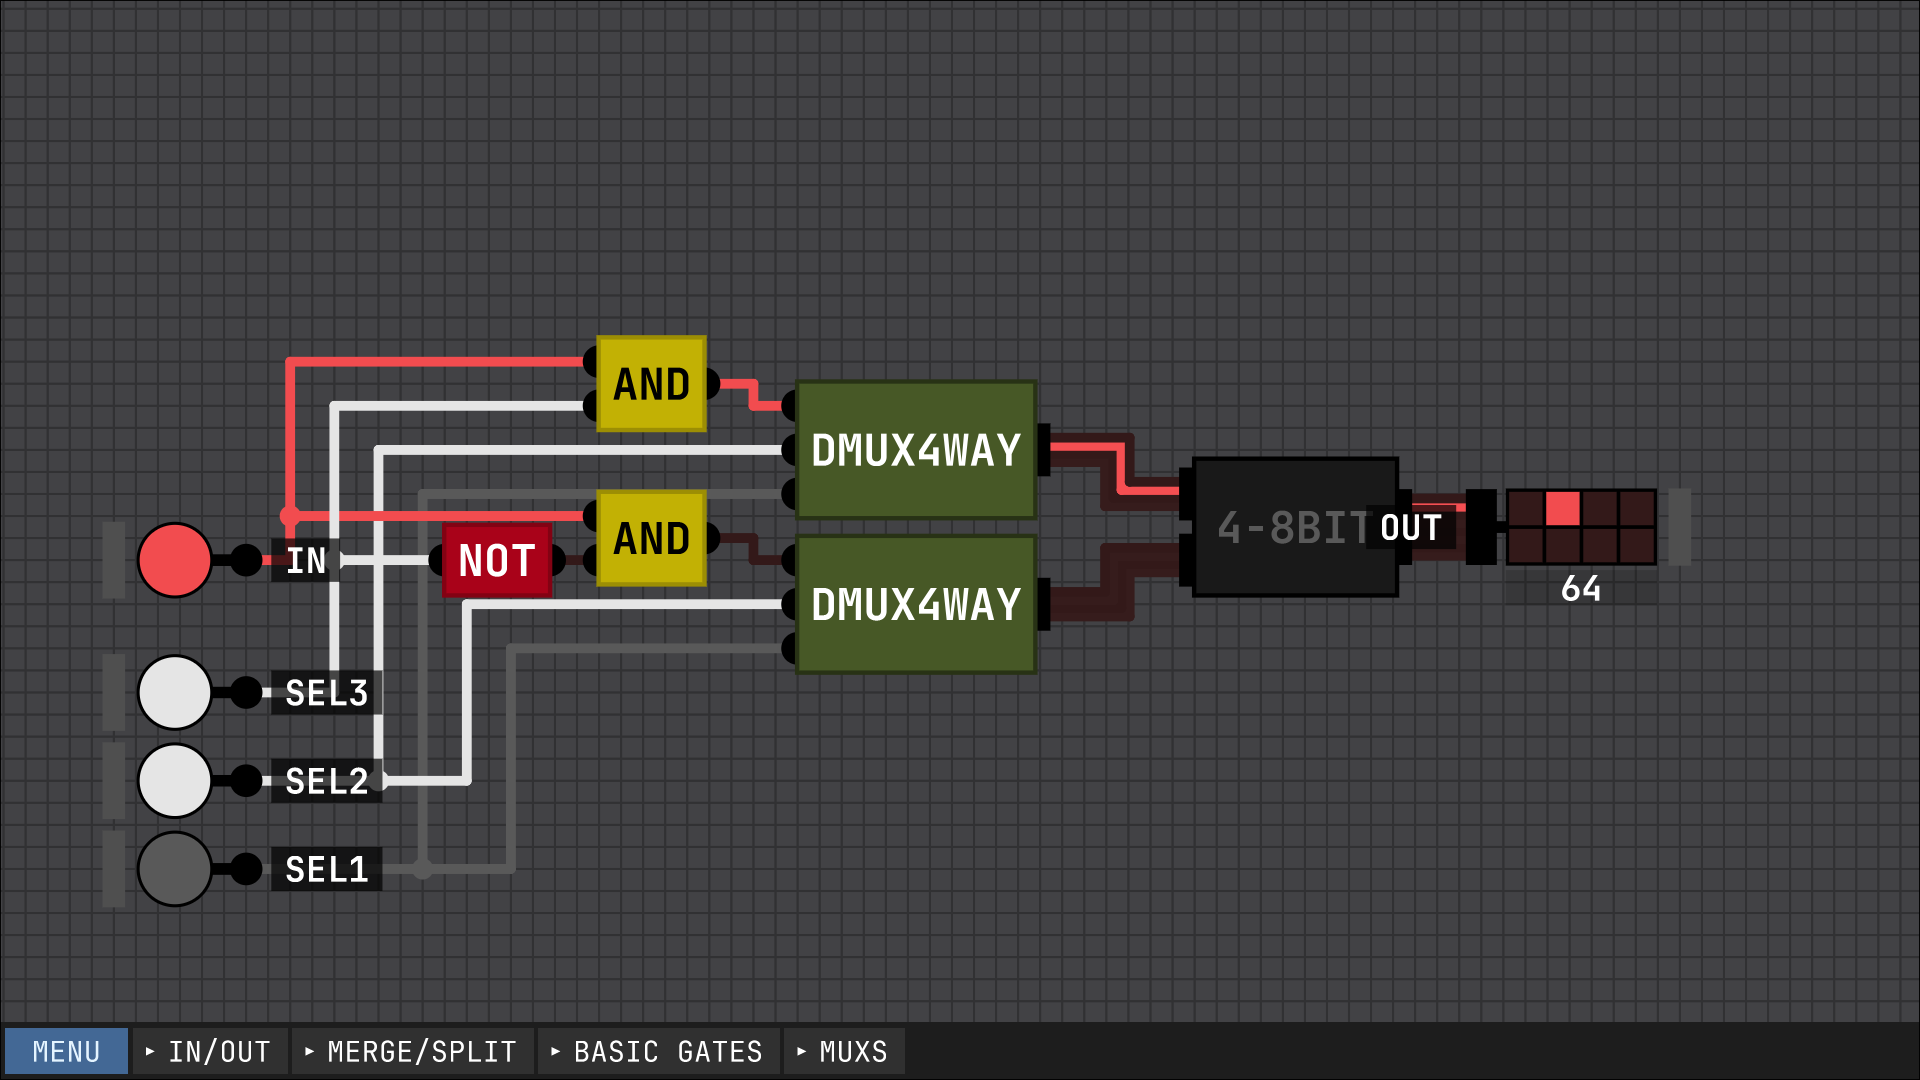 AND
DMUX4WAY
4-8BIT
OUT
AND
IN
NOT
64
DMUX4WAY
SEL3
SEL2
SEL1
MENU
IN/OUT
MERGE/SPLIT
BASIC GATES
MUXS